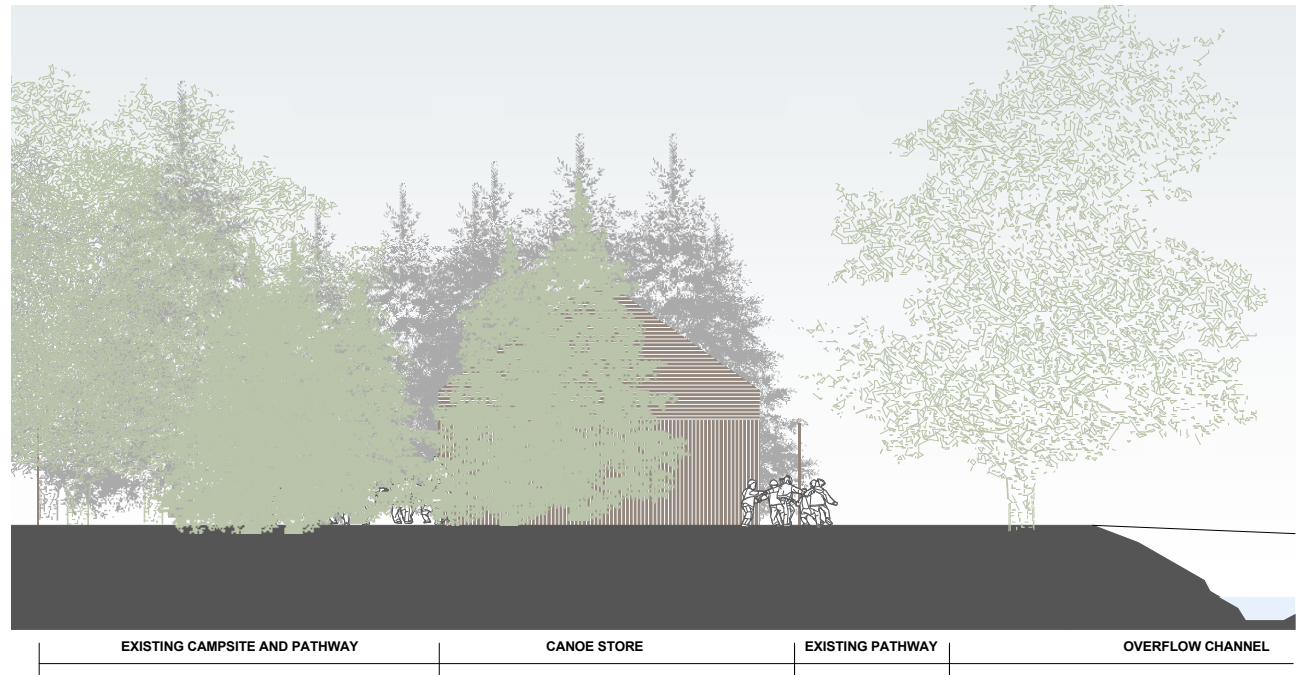 EXISTING CAMPSITE AND PATHWAY
CANOE STORE
EXISTING PATHWAY
OVERFLOW CHANNEL